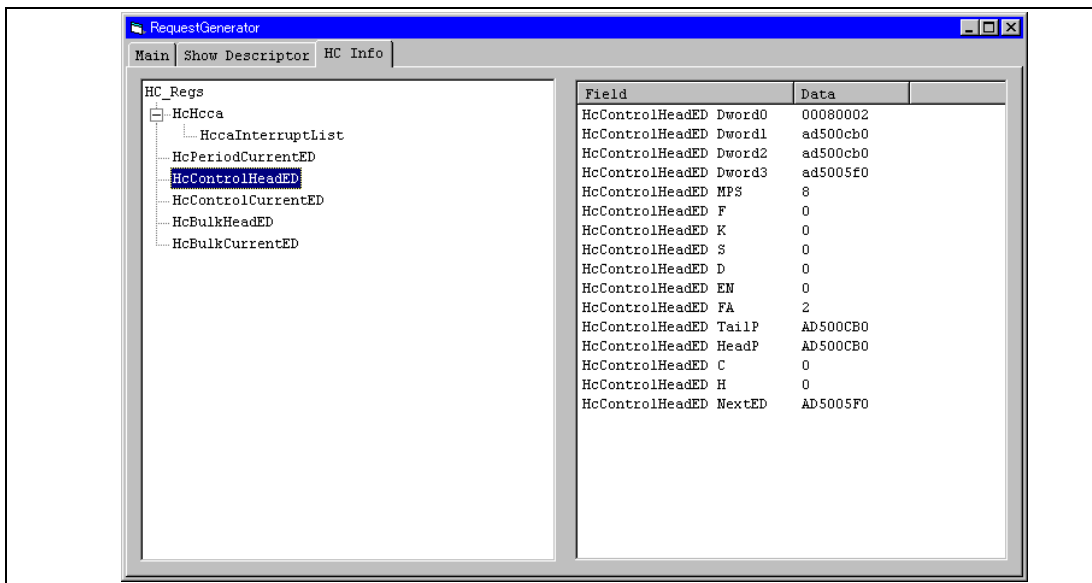 RequestGenerator
Main Show Descriptor HC Info
HC_Regs
HcHcca
HccaInterruptList
HcPeriodCurrentED
HcControlHeadED
HcControlCurrentED
HcBulkHeadED
HcBulkCurrentED
Field Data
HcControlHeadED Dword0 00080002
HcControlHeadED Dword1 ad500cb0
HcControlHeadED Dword2 ad500cb0
HcControlHeadED Dword3 ad5005f0
HcControlHeadED MPS 8
HcControlHeadED F 0
HcControlHeadED K 0
HcControlHeadED S 0
HcControlHeadED D 0
HcControlHeadED EN 0
HcControlHeadED FA 2
HcControlHeadED TailP AD500CB0
HcControlHeadED HeadP AD500CB0
HcControlHeadED C 0
HcControlHeadED H 0
HcControlHeadED NextED AD5005F0